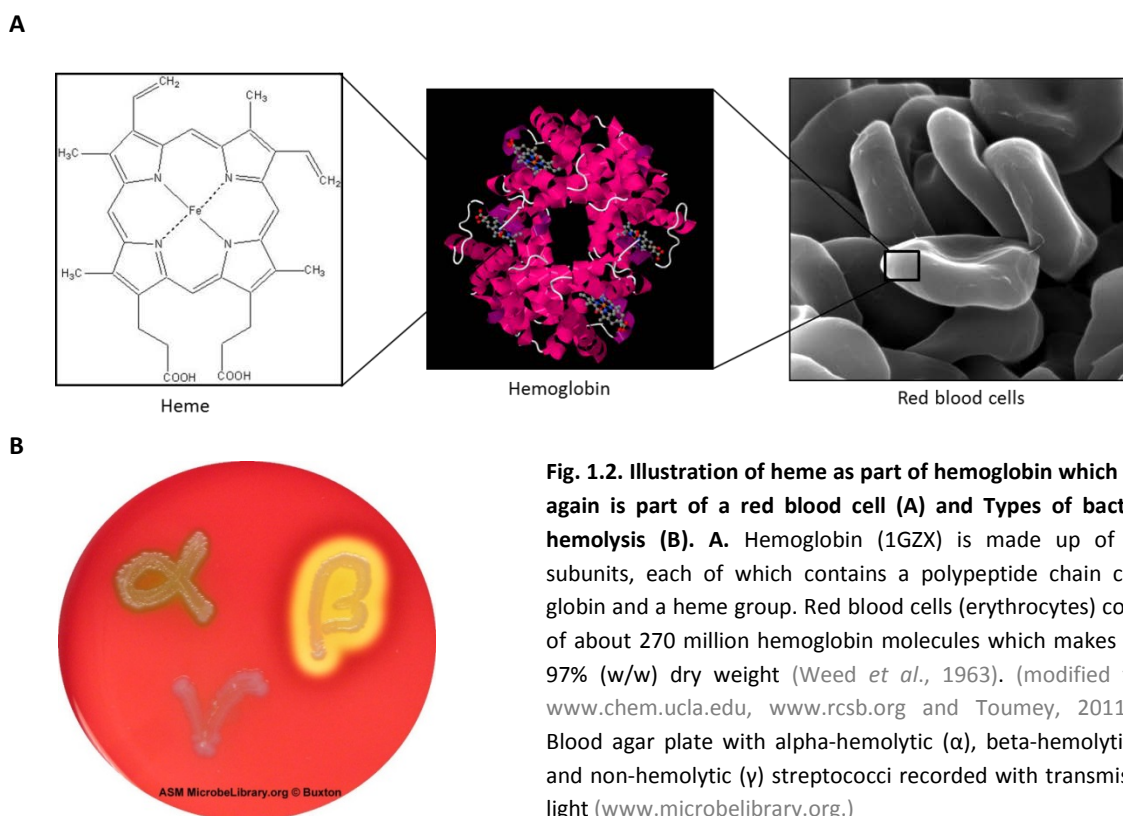 A
CH₂
CH₃
H₃C
CH₂
N
N
Fe
N
N
H₃C
CH₃
COOH
COOH
Heme
Hemoglobin
Red blood cells
B
α
β
γ
ASM MicrobeLibrary.org © Buxton
Fig. 1.2. Illustration of heme as part of hemoglobin which
again is part of a red blood cell (A) and Types of
hemolysis (B). A. Hemoglobin (1GZX) is made up of
subunits, each of which contains a polypeptide chain
globin and a heme group. Red blood cells (erythrocytes)
of about 270 million hemoglobin molecules which makes
97% (w/w) dry weight (Weed et al., 1963). (modified
www.chem.ucla.edu, www.rcsb.org and Toumey, 2011
Blood agar plate with alpha-hemolytic (α),
and non-hemolytic (γ) streptococci recorded with
light (www.microbelibrary.org.)